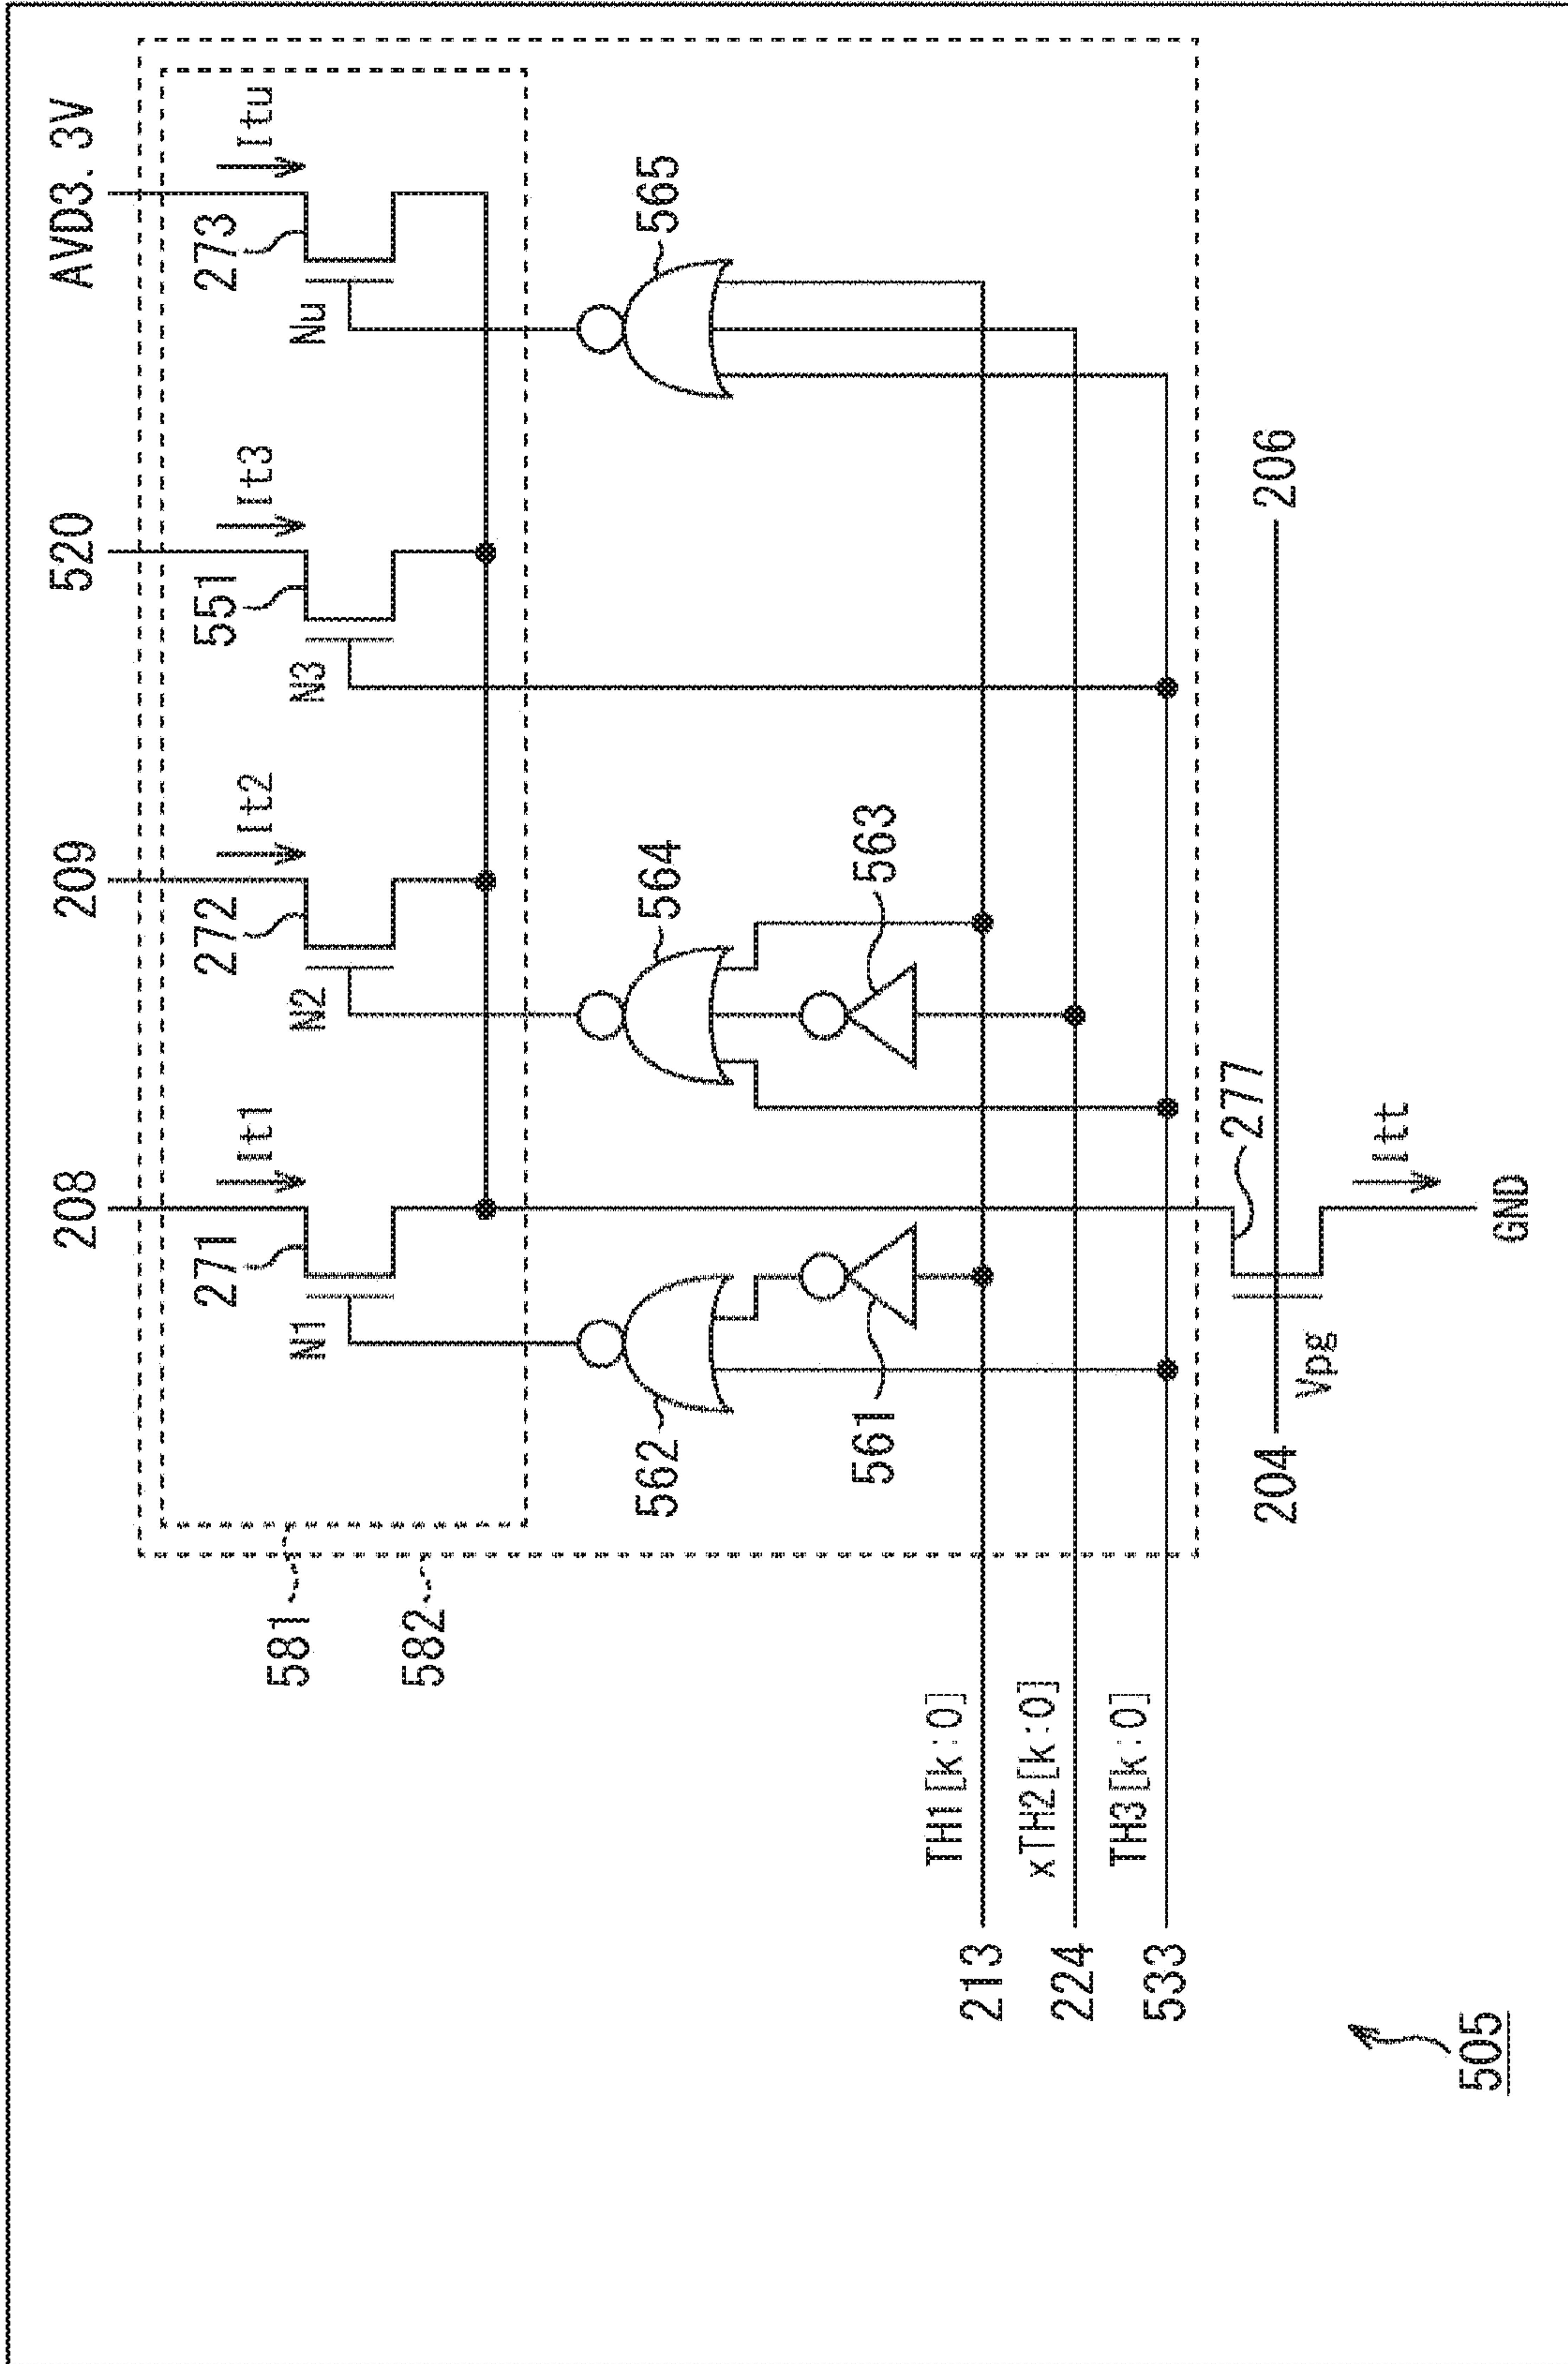 AVD3. 3V
520
209
208
Itu
It3
It2
It1
273
551
272
271
Nu
N3
N2
N1
581
582
565
564
562
563
561
TH1[k:0]
xTH2[k:0]
TH3[k:0]
213
224
533
277
206
204
Vpg
Itt
GND
505